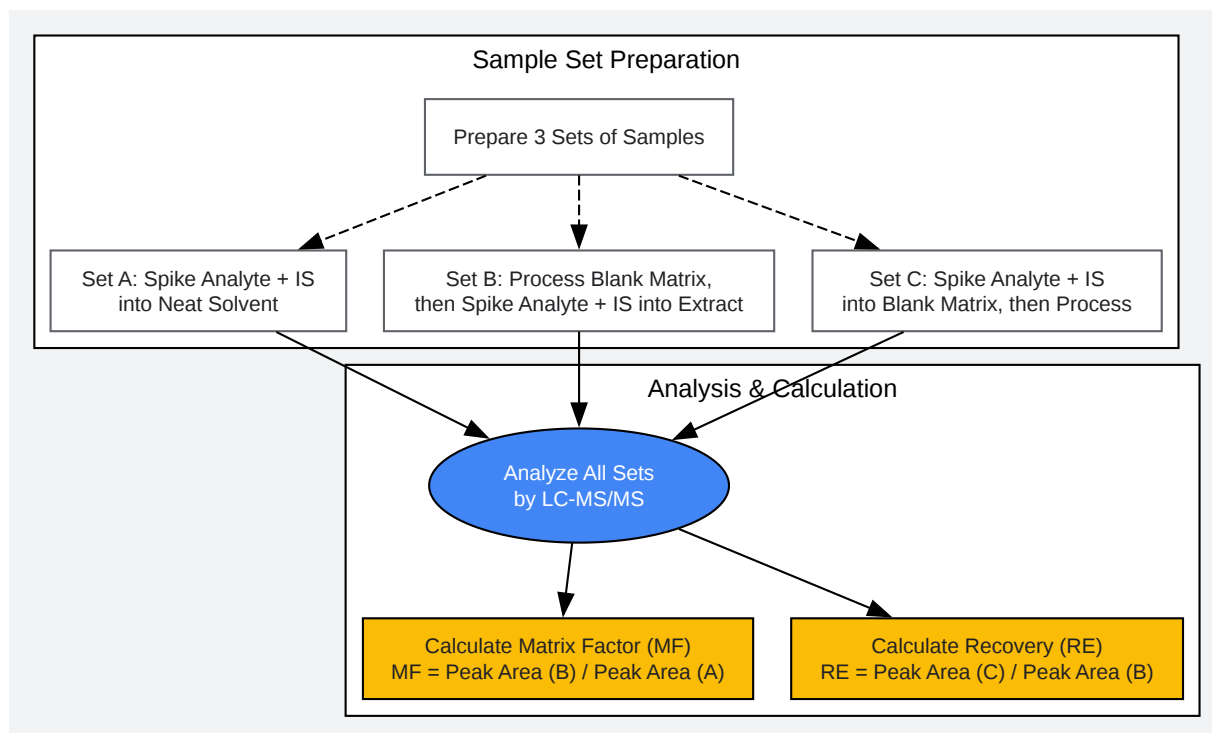 Sample Set Preparation
Prepare 3 Sets of Samples
Set A: Spike Analyte + IS
into Neat Solvent
Set B: Process Blank Matrix,
then Spike Analyte + IS into Extract
Set C: Spike Analyte + IS
into Blank Matrix, then Process
Analysis & Calculation
Analyze All Sets
by LC-MS/MS
Calculate Matrix Factor (MF)
MF = Peak Area (B) / Peak Area (A)
Calculate Recovery (RE)
RE = Peak Area (C) / Peak Area (B)